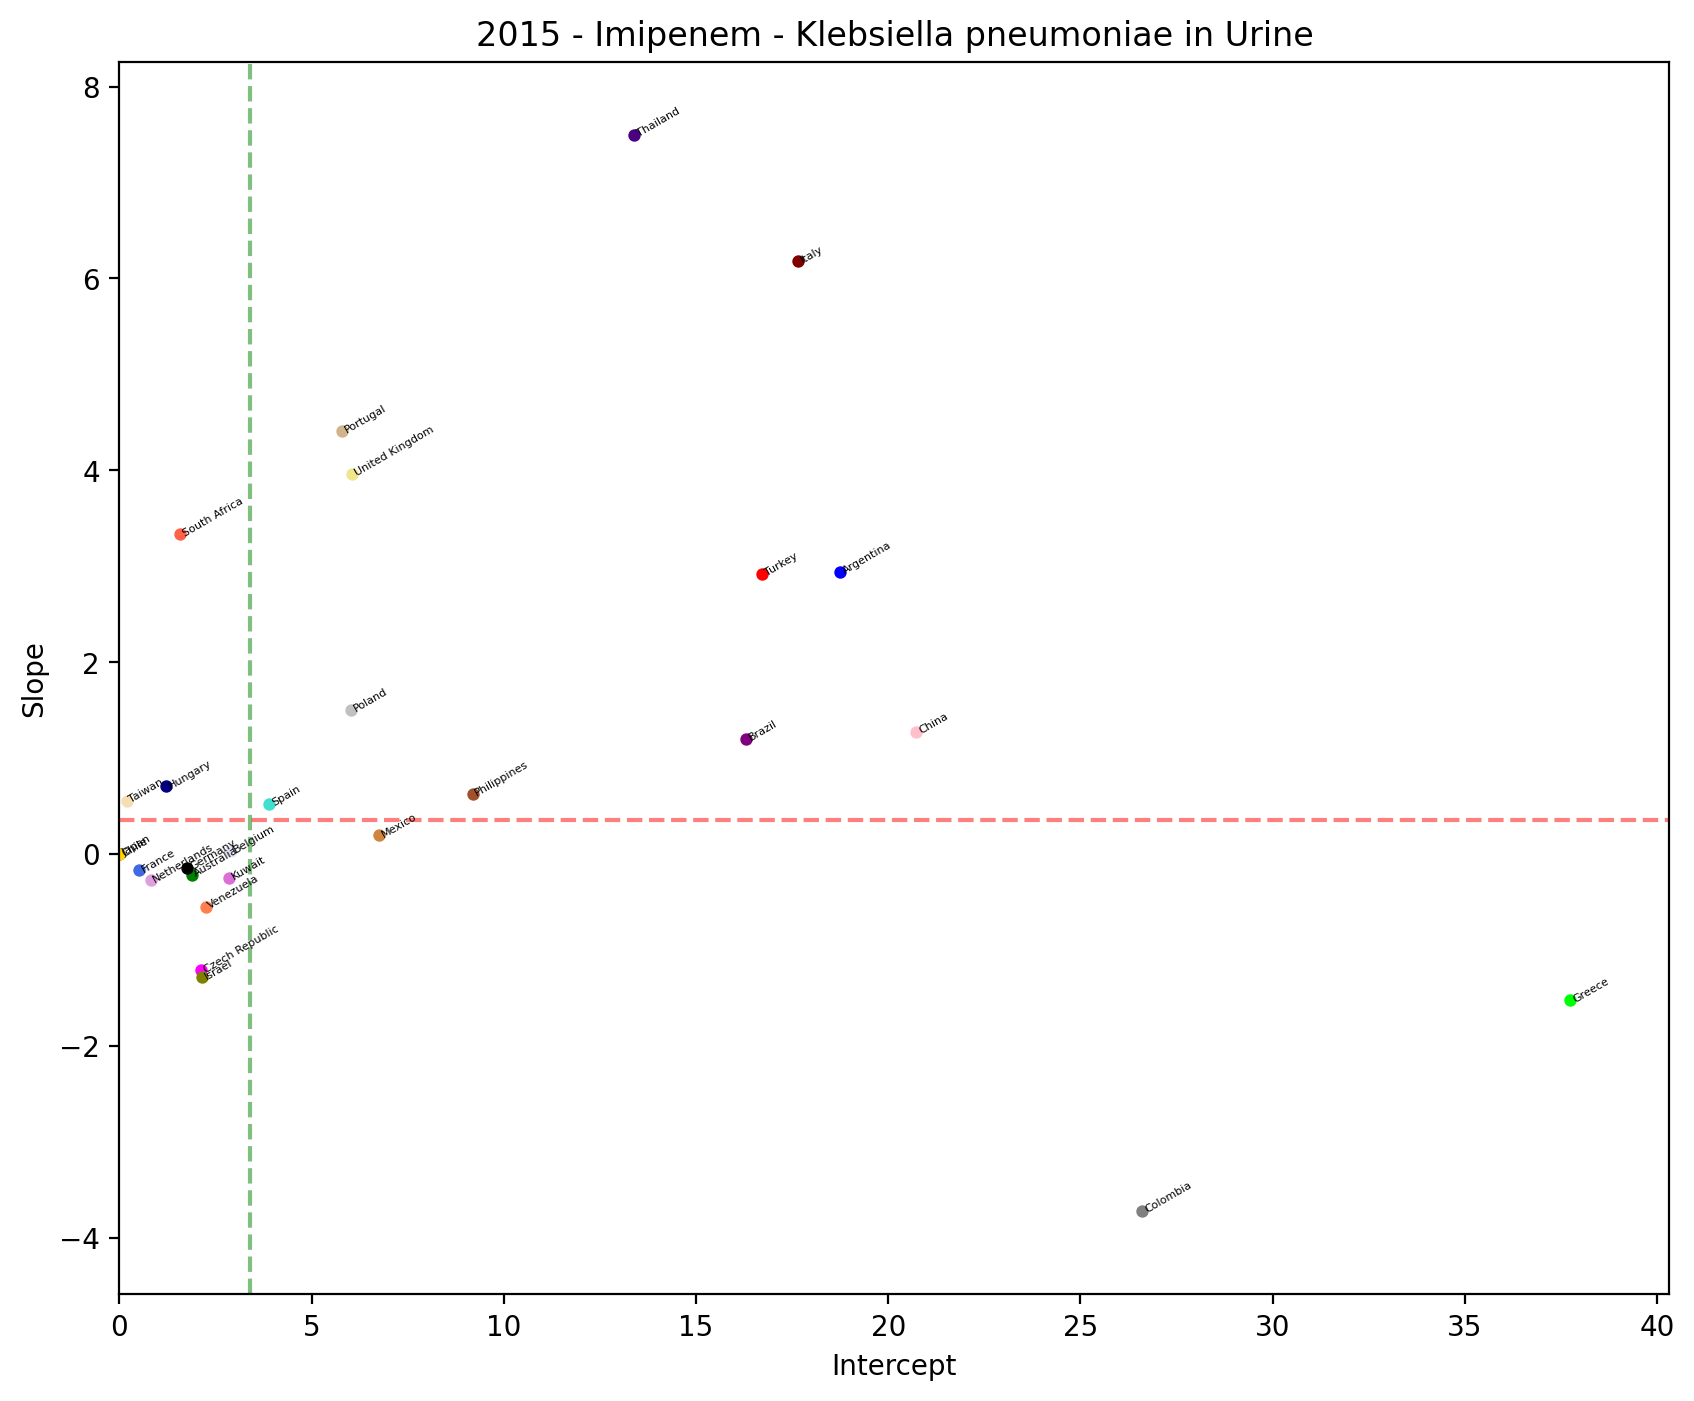 2015 - Imipenem - Klebsiella pneumoniae in Urine
8
Thailand
6
Italy
Portugal
United Kingdom
4
South Africa
Turkey
Argentina
2
Slope
Poland
China
Brazil
Hungary
Philippines
Taiwan
Spain
Mexico
Belgium
0
Germany
Australia
Netherlands
France
Kuwait
Venezuela
Czech Republic
Israel
Greece
−2
Colombia
−4
0 5 10 15 20 25 30 35 40
Intercept